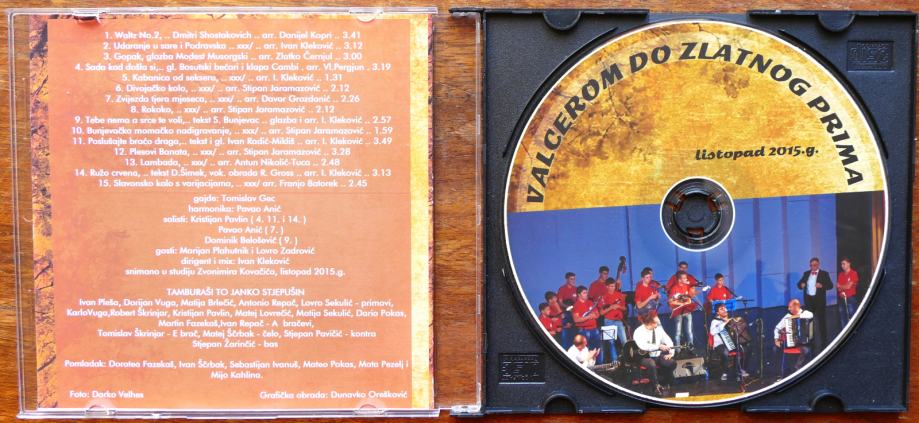 1. Waltz No.2, .. Dmitri Shostakovich .. arr. Danijel Kopri .. 3.41
2. Udaranje u sare i Podravska .. xxx/ .. arr. Ivan Kleković .. 3.12
3. Gopak, glazba Modest Musorgski .. arr. Zlatko Černjul .. 3.00
4. Sada kad došla si,.. gl. Bosutski bećari i klapa Cambi . arr. Vl.Pergjun . 3.19
5. Kabanica od seksera, .. xxx/ .. arr. I. Kleković .. 1.31
6. Divojačko kolo, .. xxx/ .. arr. Stipan Jaramazović .. 2.12
7. Zvijezda tjera mjeseca, .. xxx/ .. arr. Davor Grozdanić .. 2.26
8. Rokoko, .. xxx/ .. arr. Stipan Jaramazović .. 2.12
9. Tebe nema a srce te voli,.. tekst S. Bunjevac .. glazba i arr. I. Kleković .. 2.57
10. Bunjevačko momačko nadigravanje, .. xxx/ .. arr. Stipan Jaramazović .. 1.59
11. Poslušajte braćo draga,.. tekst i gl. Ivan Radić-Mikliš .. arr. I. Kleković .. 3.49
12. Plesovi Banata, .. xxx/ .. arr. Stipan Jaramazović .. 3.28
13. Lambada, .. xxx/ .. arr. Antun Nikolić-Tuca .. 2.48
14. Ružo crvena, .. tekst D.Šimek, vok. obrada R. Gross .. arr. I. Kleković .. 3.13
15. Slavonsko kolo s varijacijama, .. xxx/ .. arr. Franjo Batorek .. 2.45
gajde: Tomislav Gec
harmonika: Pavao Anić
solisti: Kristijan Pavlin ( 4. 11. i 14. )
Pavao Anić ( 7. )
Dominik Belošević ( 9. )
gosti: Marijan Plahutnik i Lovro Zadrović
dirigent i mix: Ivan Kleković
snimano u studiju Zvonimira Kovačića, listopad 2015.g.
TAMBURAŠI TO JANKO STJEPUŠIN
Ivan Pleša, Dorijan Vuga, Matija Brlečić, Antonio Repač, Lovro Sekulić - primovi,
KarloVuga,Robert Škrinjar, Kristijan Pavlin, Matej Lovrečić, Matija Sekulić, Dario Pokas,
Martin Fazekaš,Ivan Repač - A bračevi,
Tomislav Škrinjar - E brač, Matej Ščrbak - čelo, Stjepan Pavičić - kontra
Stjepan Žarinčić - bas
Pomladak: Dorotea Fazekaš, Ivan Ščrbak, Sebastijan Ivanuš, Mateo Pokas, Mato Pezelj i
Mijo Kahlina.
Foto: Darko Velhes
Grafička obrada: Dunavko Orešković
VALCEROM DO ZLATNOG PRIMA
listopad 2015.g.